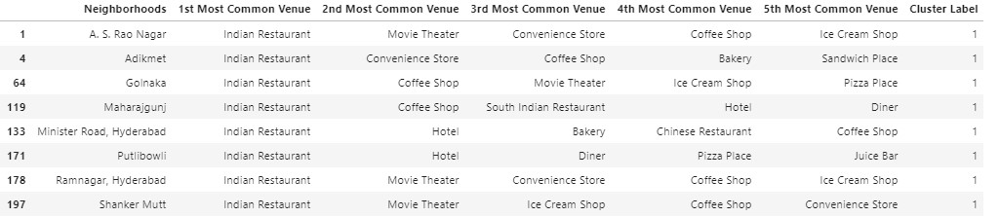 Neighborhoods 1st Most Common Venue 2nd Most Common Venue 3rd Most Common Venue 4th Most Common Venue 5th Most Common Venue Cluster Label
1 A. S. Rao Nagar Indian Restaurant Movie Theater Convenience Store Coffee Shop Ice Cream Shop 1
4 Adikmet Indian Restaurant Convenience Store Coffee Shop Bakery Sandwich Place 1
64 Golnaka Indian Restaurant Coffee Shop Movie Theater Ice Cream Shop Pizza Place 1
119 Maharajgunj Indian Restaurant Coffee Shop South Indian Restaurant Hotel Diner 1
133 Minister Road, Hyderabad Indian Restaurant Hotel Bakery Chinese Restaurant Coffee Shop 1
171 Putlibowli Indian Restaurant Hotel Diner Pizza Place Juice Bar 1
178 Ramnagar, Hyderabad Indian Restaurant Movie Theater Convenience Store Coffee Shop Ice Cream Shop 1
197 Shanker Mutt Indian Restaurant Movie Theater Ice Cream Shop Coffee Shop Convenience Store 1